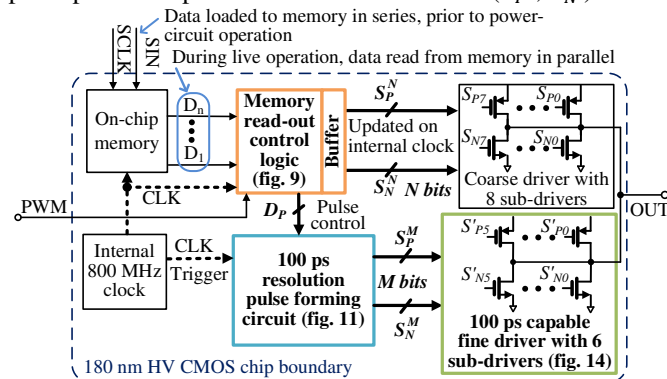 Data loaded to memory in series, prior to power-
circuit operation
During live operation, data read from memory in parallel
SCLK
SIN
On-chip
memory
Dn
D1
Memory
read-out
control
logic
(fig. 9)
Buffer
S_P^N
Updated on
internal clock
S_N^N N bits
S_P7 S_P0
S_N7 S_N0
Coarse driver with
8 sub-drivers
CLK
PWM
OUT
D_P Pulse
control
Internal
800 MHz
clock
CLK
Trigger
100 ps
resolution
pulse forming
circuit (fig. 11)
S_P^M
M bits
S_N^M
S'_P5 S'_P0
S'_N5 S'_N0
100 ps capable
fine driver with 6
sub-drivers (fig. 14)
180 nm HV CMOS chip boundary